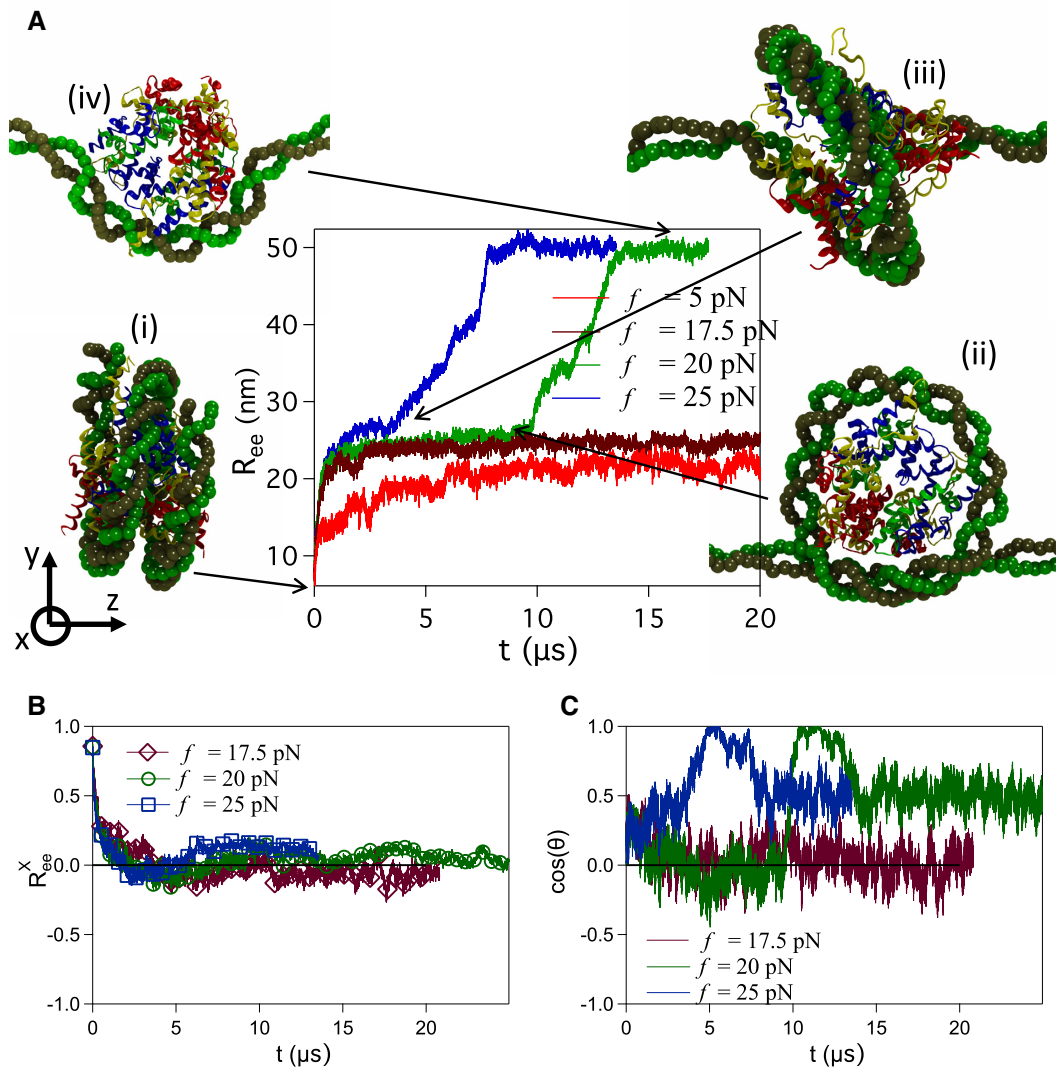 A
(iv)
(iii)
(i)
(ii)
y
z
x
50
40
30
20
10
R_ee (nm)
f = 5 pN
f = 17.5 pN
f = 20 pN
f = 25 pN
0 5 10 15 20
t (μs)
B
1.0
0.5
0.0
-0.5
-1.0
R^x_ee
f = 17.5 pN
f = 20 pN
f = 25 pN
0 5 10 15 20
t (μs)
C
1.0
0.5
0.0
-0.5
-1.0
cos(θ)
f = 17.5 pN
f = 20 pN
f = 25 pN
0 5 10 15 20
t (μs)